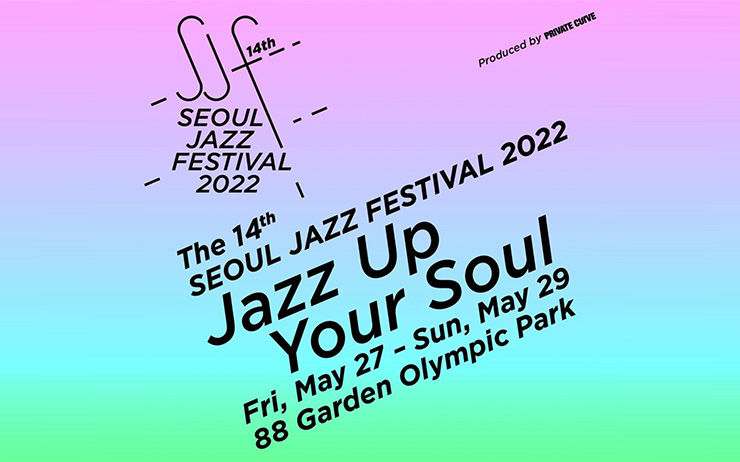 sjf
14th
SEOUL
JAZZ
FESTIVAL
2022
Produced by PRIVATE CURVE
The 14th
SEOUL JAZZ FESTIVAL 2022
Jazz Up
Your Soul
Fri, May 27 - Sun, May 29
88 Garden Olympic Park